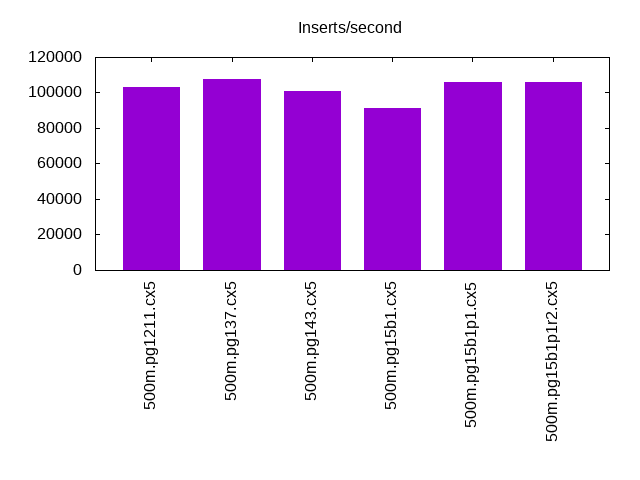 Inserts/second
120000
100000
80000
60000
40000
20000
0
500m.pg1211.cx5
500m.pg137.cx5
500m.pg143.cx5
500m.pg15b1.cx5
500m.pg15b1p1.cx5
500m.pg15b1p1r2.cx5